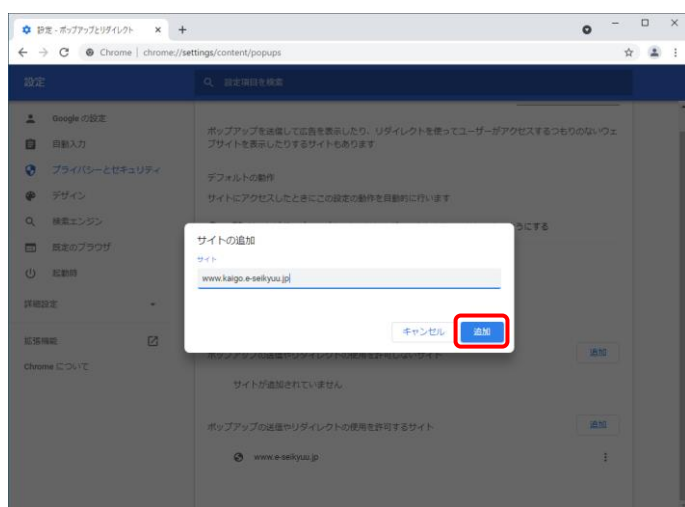 設定 - ポップアップとリダイレクト
Chrome | chrome://settings/content/popups
設定
設定項目を検索
Google の設定
自動入力
プライバシーとセキュリティ
デザイン
検索エンジン
既定のブラウザ
起動時
詳細設定
拡張機能
Chrome について
ポップアップを送信して広告を表示したり、リダイレクトを使ってユーザーがアクセスするつもりのないウェ
ブサイトを表示したりするサイトもあります
デフォルトの動作
サイトにアクセスしたときにこの設定の動作を自動的に行います
うにする
サイトの追加
サイト
www.kaigo.e-seikyuu.jp
キャンセル
追加
ポップアップの送信やリダイレクトの使用を許可しないサイト
追加
サイトが追加されていません
ポップアップの送信やリダイレクトの使用を許可するサイト
追加
www.e-seikyuu.jp